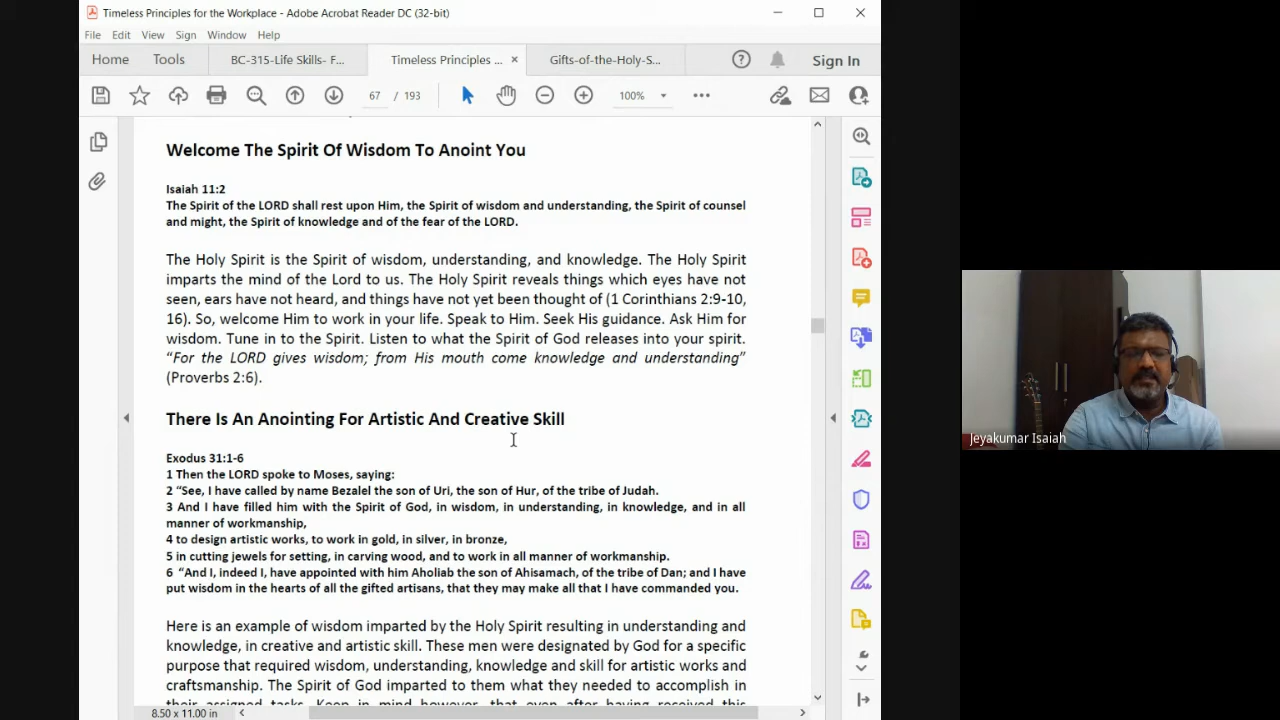 Timeless Principles for the Workplace - Adobe Acrobat Reader DC (32-bit)
File Edit View Sign Window Help
Home Tools BC-315-Life Skills- F... Timeless Principles ... Gifts-of-the-Holy-S... Sign In
67 / 193 100%
Welcome The Spirit Of Wisdom To Anoint You
Isaiah 11:2
The Spirit of the LORD shall rest upon Him, the Spirit of wisdom and understanding, the Spirit of counsel
and might, the Spirit of knowledge and of the fear of the LORD.
The Holy Spirit is the Spirit of wisdom, understanding, and knowledge. The Holy Spirit
imparts the mind of the Lord to us. The Holy Spirit reveals things which eyes have not
seen, ears have not heard, and things have not yet been thought of (1 Corinthians 2:9-10,
16). So, welcome Him to work in your life. Speak to Him. Seek His guidance. Ask Him for
wisdom. Tune in to the Spirit. Listen to what the Spirit of God releases into your spirit.
"For the LORD gives wisdom; from His mouth come knowledge and understanding"
(Proverbs 2:6).
There Is An Anointing For Artistic And Creative Skill
Exodus 31:1-6
1 Then the LORD spoke to Moses, saying:
2 "See, I have called by name Bezalel the son of Uri, the son of Hur, of the tribe of Judah.
3 And I have filled him with the Spirit of God, in wisdom, in understanding, in knowledge, and in all
manner of workmanship,
4 to design artistic works, to work in gold, in silver, in bronze,
5 in cutting jewels for setting, in carving wood, and to work in all manner of workmanship.
6 "And I, indeed I, have appointed with him Aholiab the son of Ahisamach, of the tribe of Dan; and I have
put wisdom in the hearts of all the gifted artisans, that they may make all that I have commanded you.
Here is an example of wisdom imparted by the Holy Spirit resulting in understanding and
knowledge, in creative and artistic skill. These men were designated by God for a specific
purpose that required wisdom, understanding, knowledge and skill for artistic works and
craftsmanship. The Spirit of God imparted to them what they needed to accomplish in
their assigned tasks. Keep in mind however, that even after having received this
8.50 x 11.00 in
Jeyakumar Isaiah